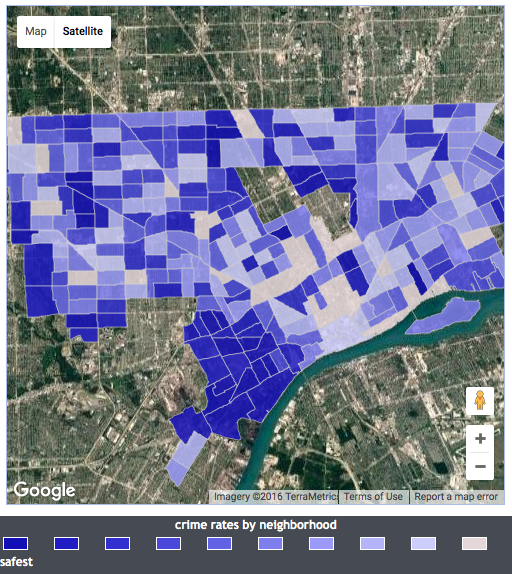 Map Satellite
Google
Imagery ©2016 TerraMetrics Terms of Use Report a map error
crime rates by neighborhood
safest